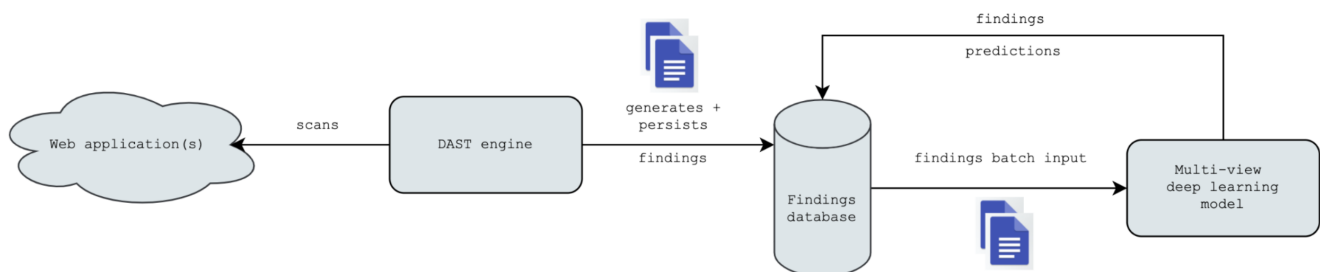 Web application(s)
scans
DAST engine
generates +
persists
findings
Findings
database
findings
predictions
findings batch input
Multi-view
deep learning
model